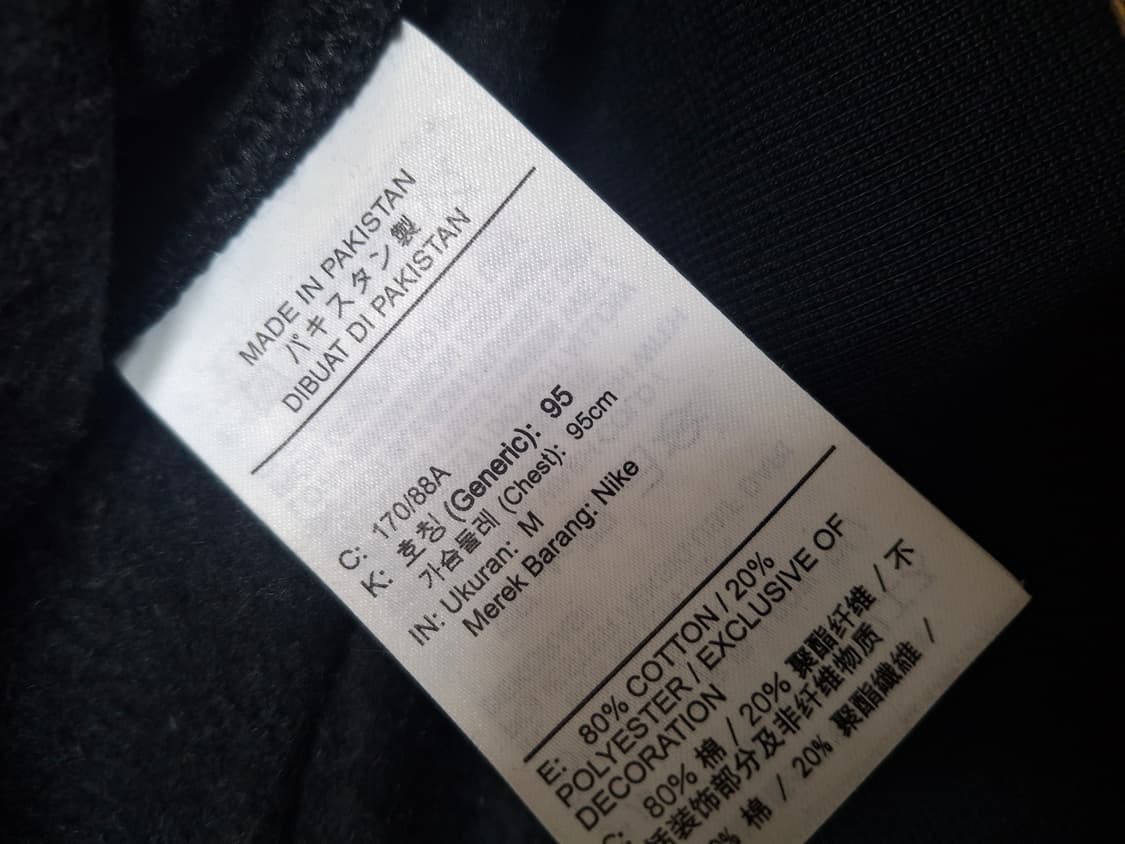 MADE IN PAKISTAN
パキスタン製
DIBUAT DI PAKISTAN
C: 170/88A
K: 호칭 (Generic): 95
가슴둘레 (Chest): 95cm
IN: Ukuran: M
Merek Barang: Nike
E: 80% COTTON / 20%
POLYESTER / EXCLUSIVE OF
DECORATION
C: 80% 棉 / 20% 聚酯纤维 / 不
括装饰部分及非纤维物质
棉 / 20% 聚酯纖維 /